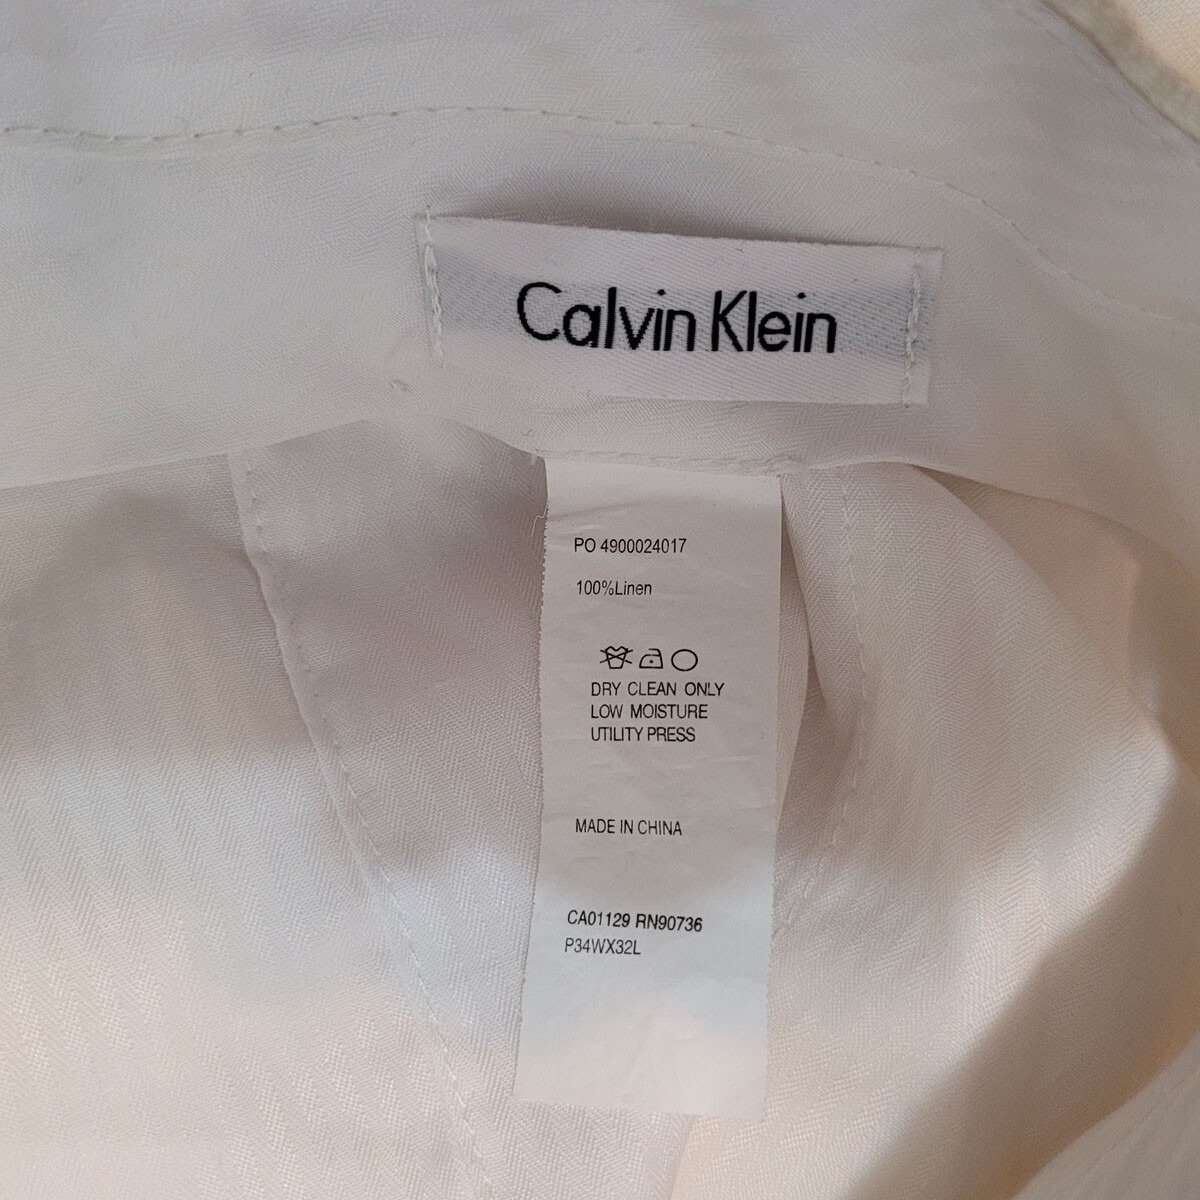 Calvin Klein
PO 4900024017
100%Linen
DRY CLEAN ONLY
LOW MOISTURE
UTILITY PRESS
MADE IN CHINA
CA01129 RN90736
P34WX32L